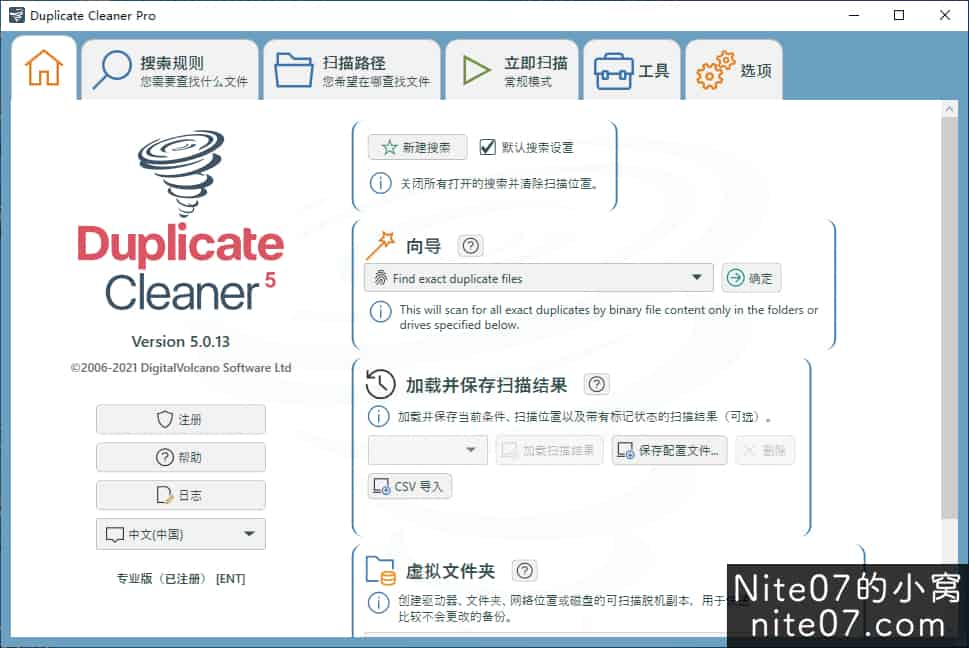 Duplicate Cleaner Pro
搜索规则
您需要查找什么文件
扫描路径
您希望在哪查找文件
立即扫描
常规模式
工具
选项
Duplicate
Cleaner 5
Version 5.0.13
©2006-2021 DigitalVolcano Software Ltd
注册
帮助
日志
中文(中国)
专业版（已注册） [ENT]
新建搜索
默认搜索设置
关闭所有打开的搜索并清除扫描位置。
向导
Find exact duplicate files
确定
This will scan for all exact duplicates by binary file content only in the folders or
drives specified below.
加载并保存扫描结果
加载并保存当前条件、扫描位置以及带有标记状态的扫描结果（可选）。
加载扫描结果
保存配置文件...
删除
CSV 导入
虚拟文件夹
创建驱动器、文件夹、网络位置或磁盘的可扫描脱机副本，用于
比较不会更改的备份。
Nite07的小窝
nite07.com